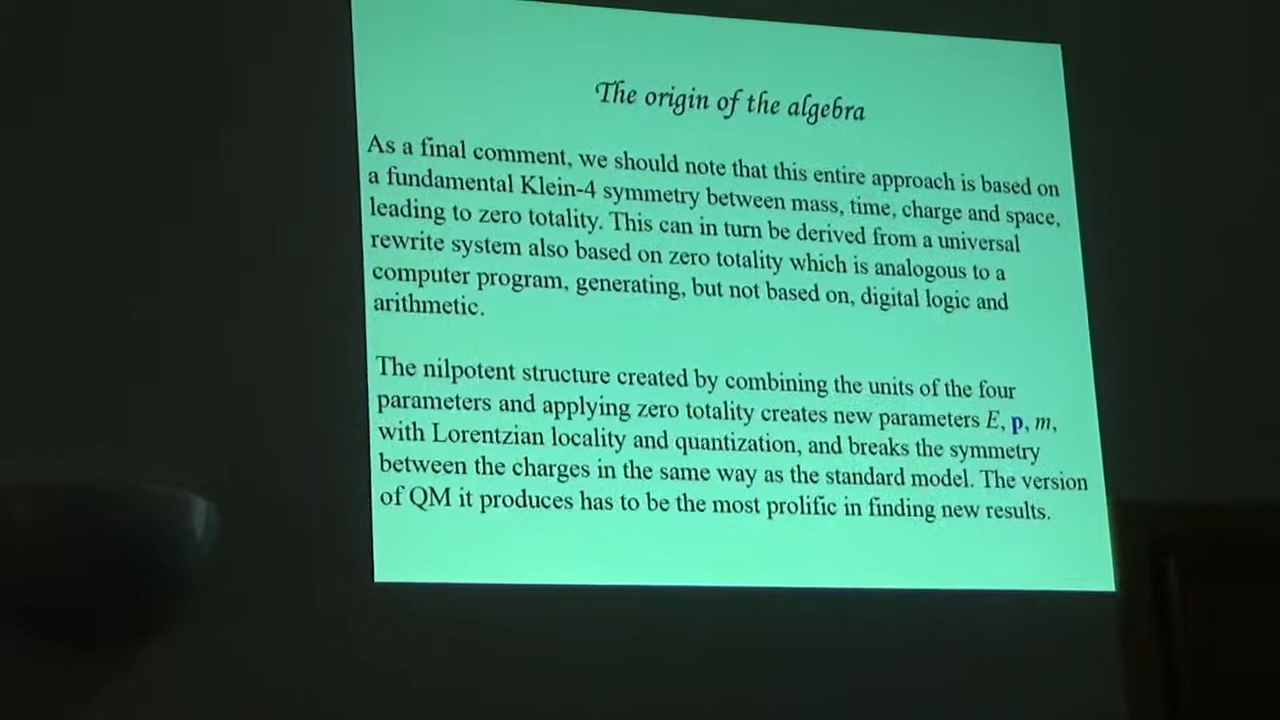 The origin of the algebra
As a final comment, we should note that this entire approach is based on
a fundamental Klein-4 symmetry between mass, time, charge and space,
leading to zero totality. This can in turn be derived from a universal
rewrite system also based on zero totality which is analogous to a
computer program, generating, but not based on, digital logic and
arithmetic.
The nilpotent structure created by combining the units of the four
parameters and applying zero totality creates new parameters E, p, m,
with Lorentzian locality and quantization, and breaks the symmetry
between the charges in the same way as the standard model. The version
of QM it produces has to be the most prolific in finding new results.